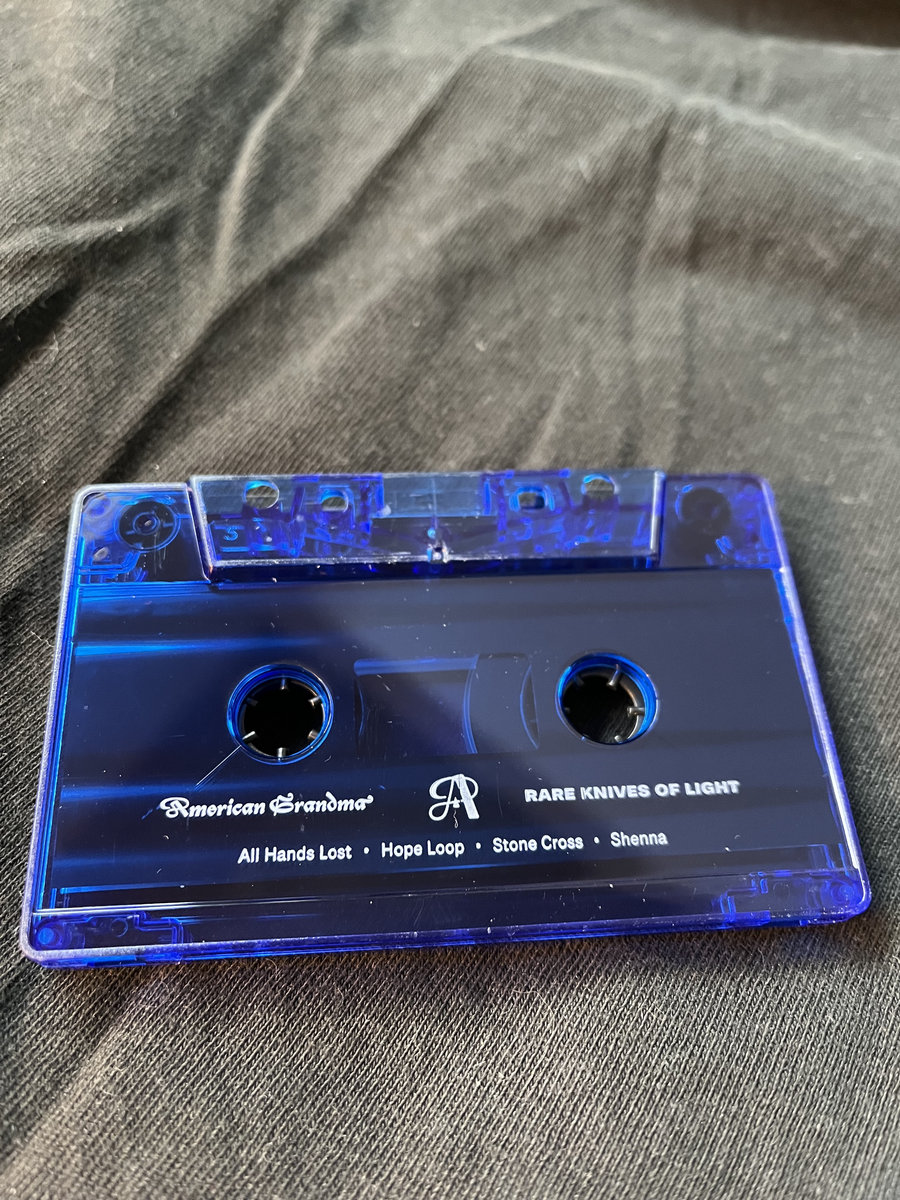 American Grandma A RARE KNIVES OF LIGHT
All Hands Lost • Hope Loop • Stone Cross • Shenna